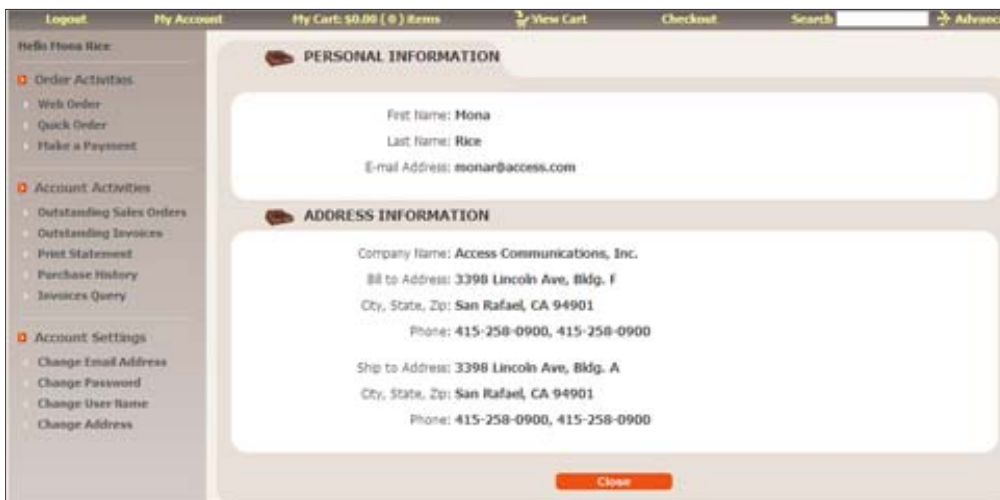 Logout My Account My Cart: $0.00 ( 0 ) items View Cart Checkout Search Advanc
Hello Mona Rice
Order Activities
Web Order
Quick Order
Make a Payment
Account Activities
Outstanding Sales Orders
Outstanding Invoices
Print Statement
Purchase History
Invoices Query
Account Settings
Change Email Address
Change Password
Change User Name
Change Address
PERSONAL INFORMATION
First Name: Mona
Last Name: Rice
E-mail Address: monar@access.com
ADDRESS INFORMATION
Company Name: Access Communications, Inc.
Bill to Address: 3398 Lincoln Ave, Bldg. F
City, State, Zip: San Rafael, CA 94901
Phone: 415-258-0900, 415-258-0900
Ship to Address: 3398 Lincoln Ave, Bldg. A
City, State, Zip: San Rafael, CA 94901
Phone: 415-258-0900, 415-258-0900
Close